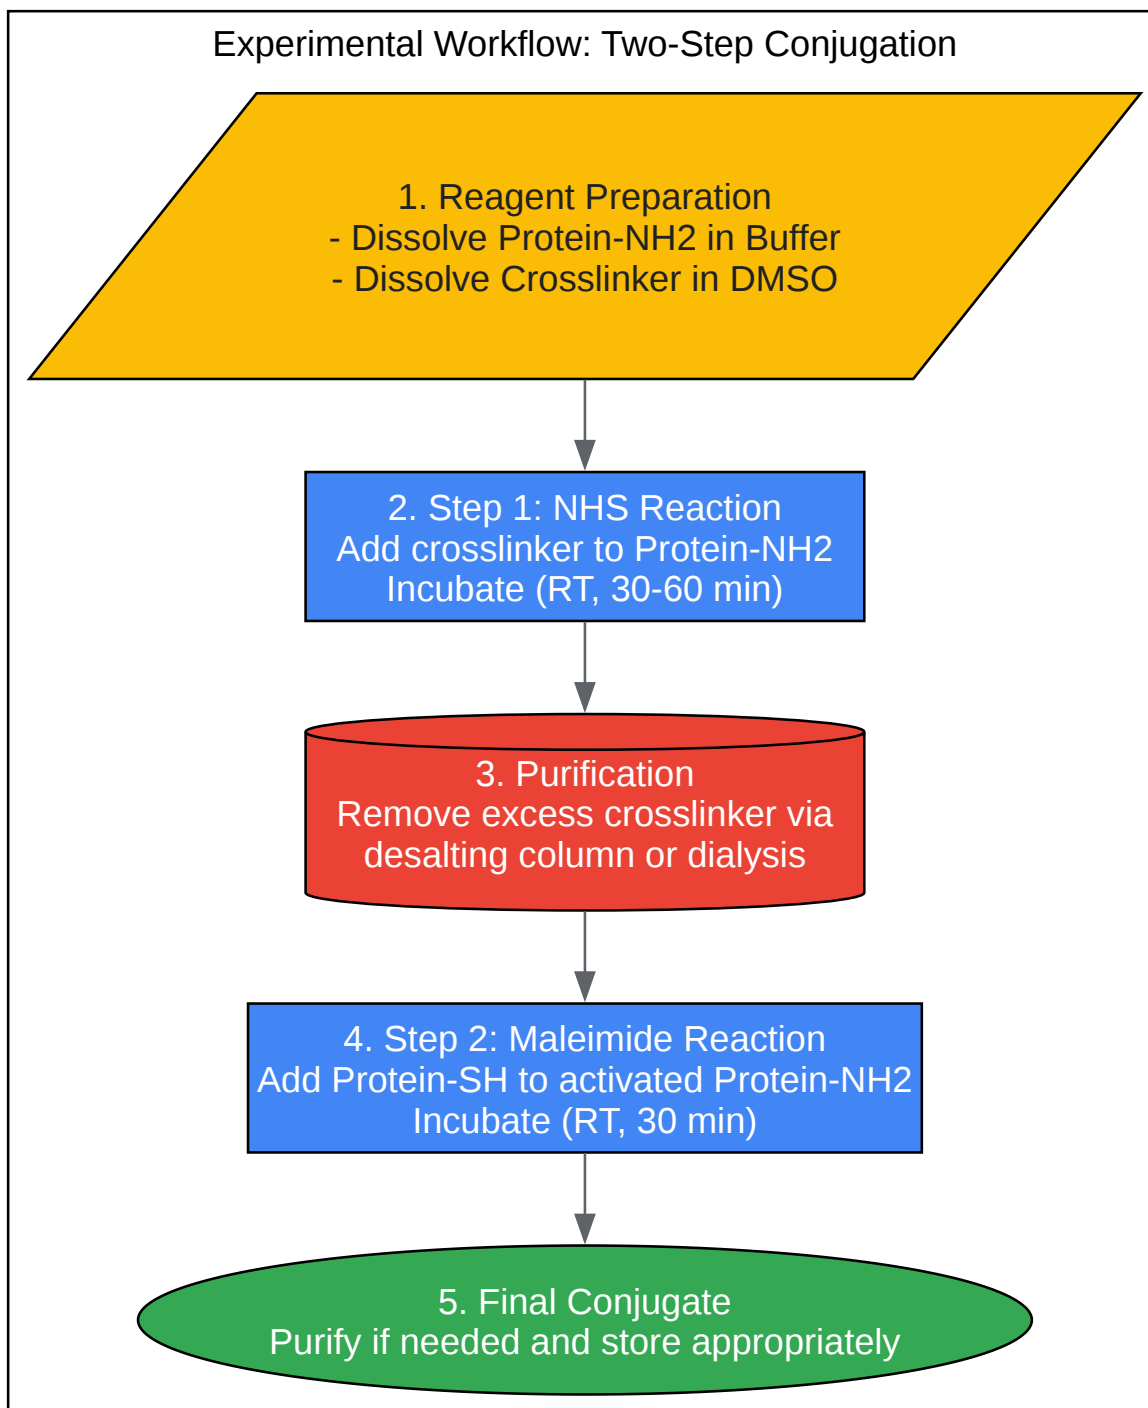 Experimental Workflow: Two-Step Conjugation
1. Reagent Preparation
- Dissolve Protein-NH2 in Buffer
- Dissolve Crosslinker in DMSO
2. Step 1: NHS Reaction
Add crosslinker to Protein-NH2
Incubate (RT, 30-60 min)
3. Purification
Remove excess crosslinker via
desalting column or dialysis
4. Step 2: Maleimide Reaction
Add Protein-SH to activated Protein-NH2
Incubate (RT, 30 min)
5. Final Conjugate
Purify if needed and store appropriately